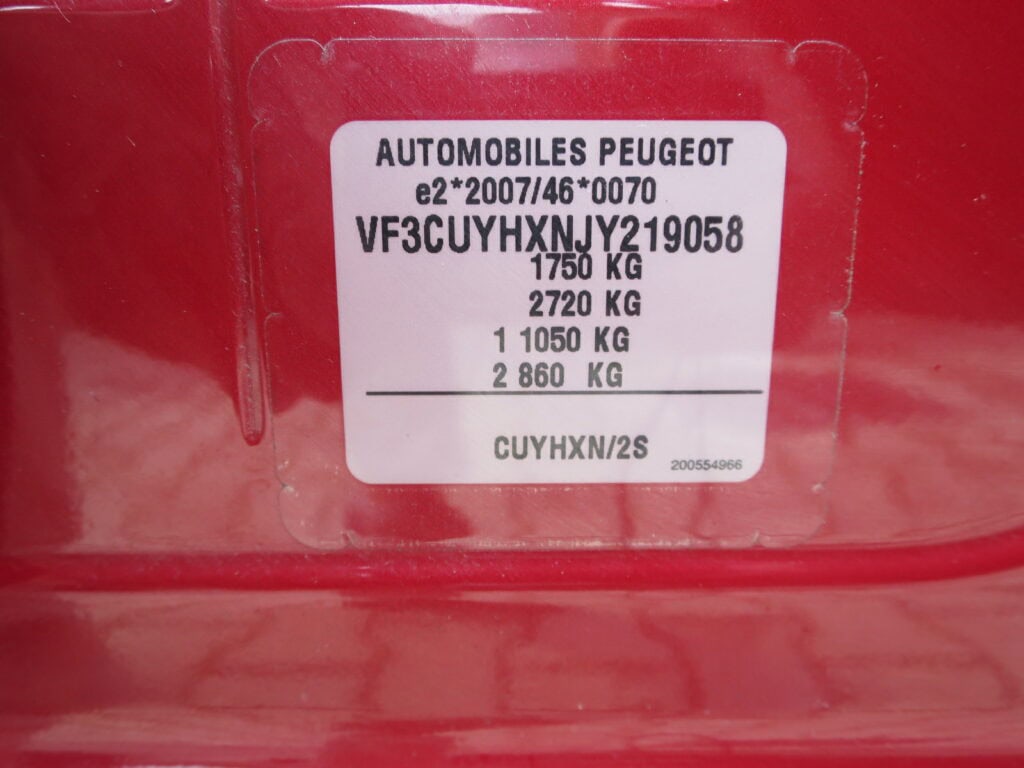 AUTOMOBILES PEUGEOT
e2*2007/46*0070
VF3CUYHXNJY219058
1750 KG
2720 KG
1 1050 KG
2 860 KG
CUYHXN/2S
200554966